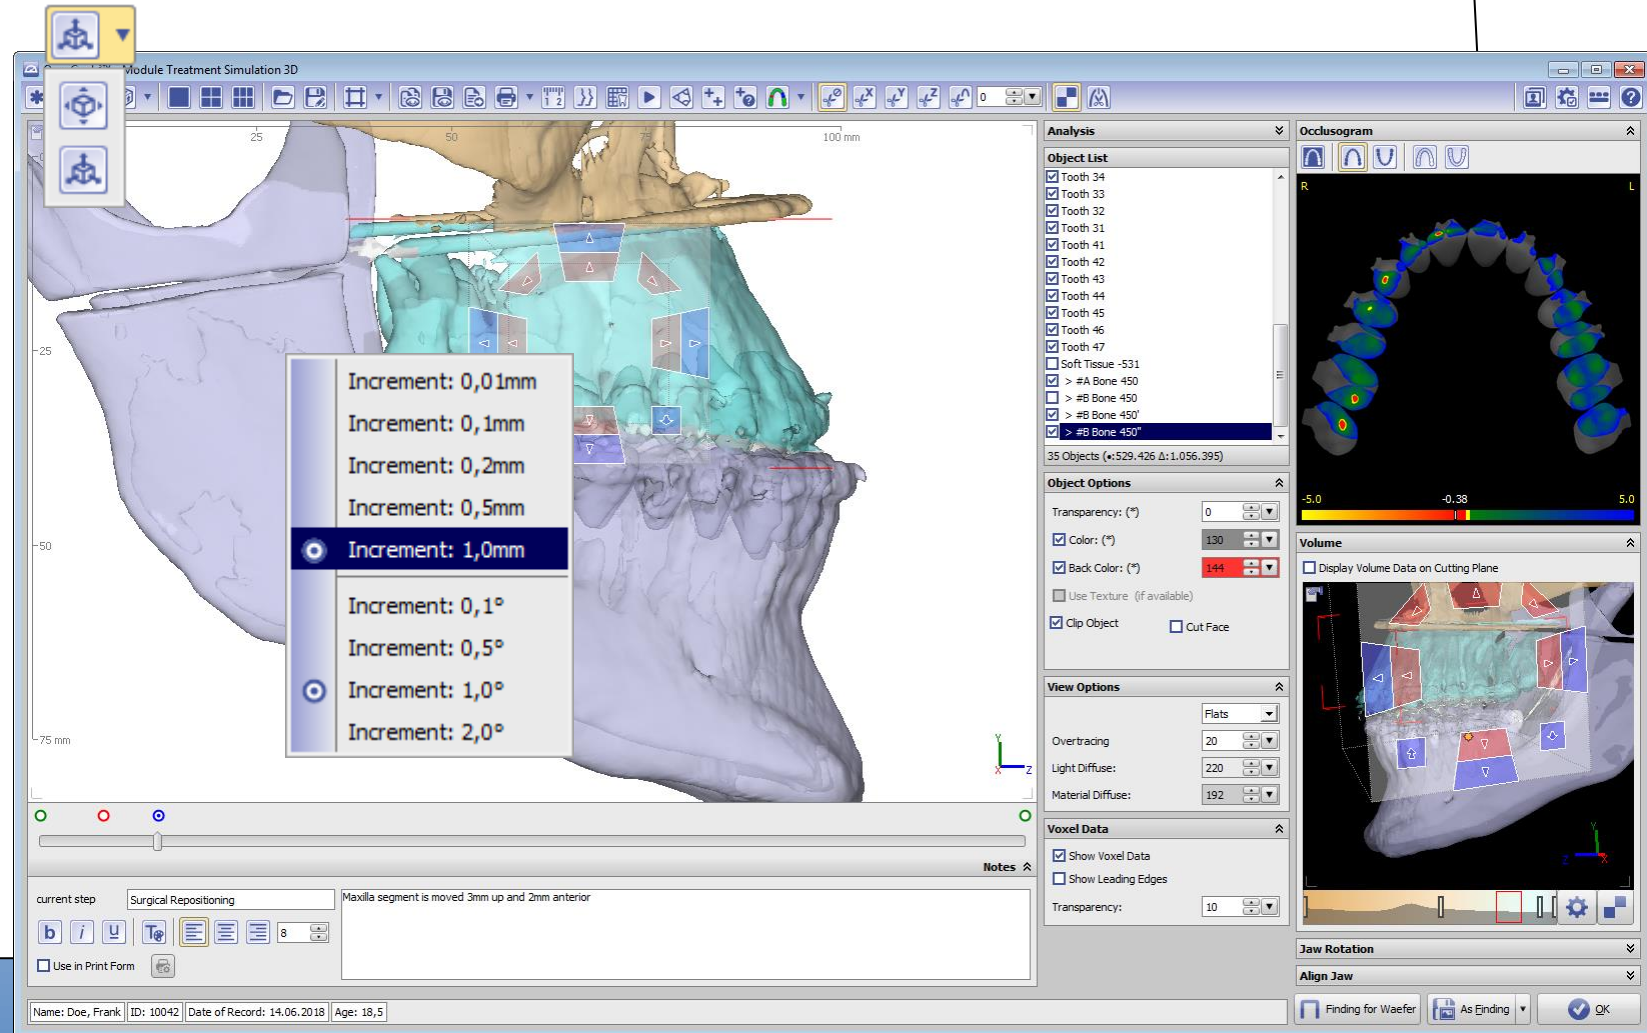 Module Treatment Simulation 3D
0
25
50
75
100 mm
25
50
75 mm
Increment: 0,01mm
Increment: 0,1mm
Increment: 0,2mm
Increment: 0,5mm
Increment: 1,0mm
Increment: 0,1°
Increment: 0,5°
Increment: 1,0°
Increment: 2,0°
Y
X
Z
Notes
current step
Surgical Repositioning
Maxilla segment is moved 3mm up and 2mm anterior
b
i
u
8
Use in Print Form
Name: Doe, Frank
ID: 10042
Date of Record: 14.06.2018
Age: 18,5
Analysis
Object List
Tooth 34
Tooth 33
Tooth 32
Tooth 31
Tooth 41
Tooth 42
Tooth 43
Tooth 44
Tooth 45
Tooth 46
Tooth 47
Soft Tissue -531
> #A Bone 450
> #B Bone 450
> #B Bone 450'
> #B Bone 450"
35 Objects (•:529.426 Δ:1.056.395)
Object Options
Transparency: (*)
0
Color: (*)
130
Back Color: (*)
144
Use Texture (if available)
Clip Object
Cut Face
View Options
Flats
Overtracing
20
Light Diffuse:
220
Material Diffuse:
192
Voxel Data
Show Voxel Data
Show Leading Edges
Transparency:
10
Occlusogram
R
L
-5.0
-0.38
5.0
Volume
Display Volume Data on Cutting Plane
Y
Z
X
Jaw Rotation
Align Jaw
Finding for Waefer
As Finding
OK